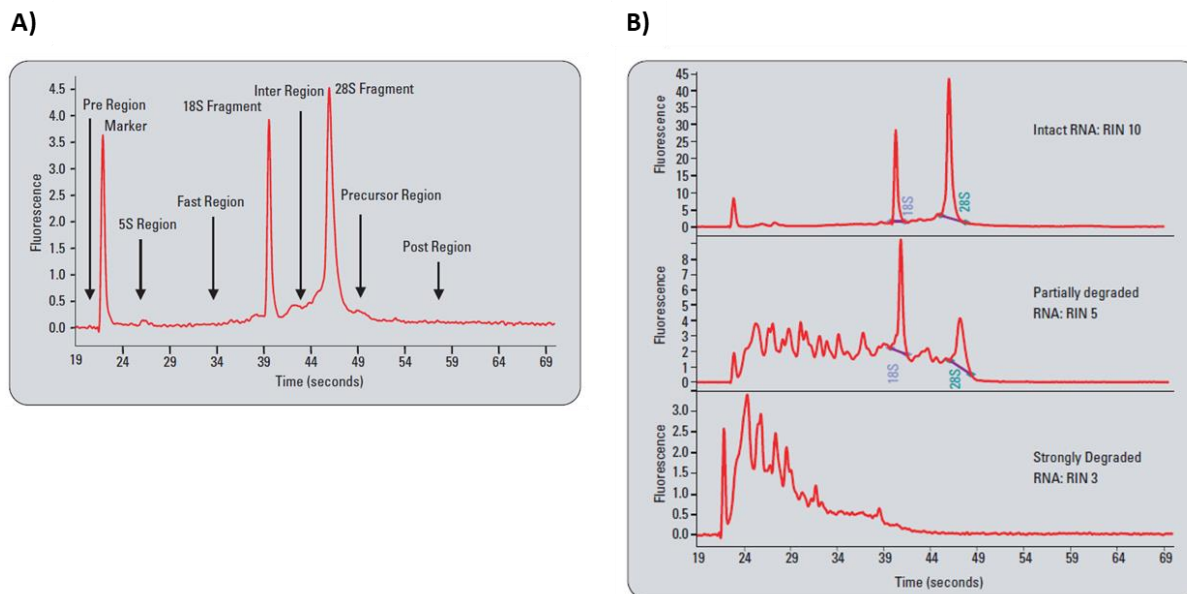 A)
Fluorescence
4.5
4.0
3.5
3.0
2.5
2.0
1.5
1.0
0.5
0.0
Pre Region
Marker
5S Region
Fast Region
18S Fragment
Inter Region
28S Fragment
Precursor Region
Post Region
19 24 29 34 39 44 49 54 59 64 69
Time (seconds)
B)
Fluorescence
45
40
35
30
25
20
15
10
5
0
18S
28S
Intact RNA: RIN 10
Fluorescence
8
7
6
5
4
3
2
1
0
18S
28S
Partially degraded
RNA: RIN 5
Fluorescence
3.0
2.5
2.0
1.5
1.0
0.5
0.0
Strongly Degraded
RNA: RIN 3
19 24 29 34 39 44 49 54 59 64 69
Time (seconds)